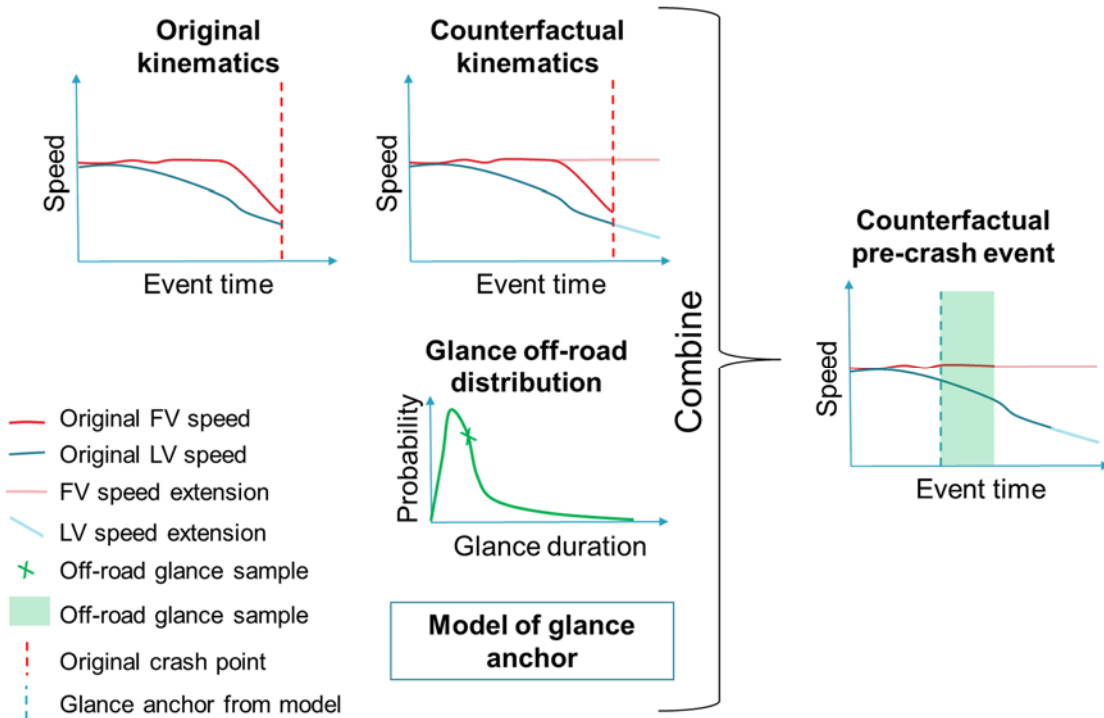 Original
kinematics
Speed
Event time
Counterfactual
kinematics
Speed
Event time
Glance off-road
distribution
Probability
Glance duration
Model of glance
anchor
Combine
Counterfactual
pre-crash event
Speed
Event time
Original FV speed
Original LV speed
FV speed extension
LV speed extension
Off-road glance sample
Off-road glance sample
Original crash point
Glance anchor from model